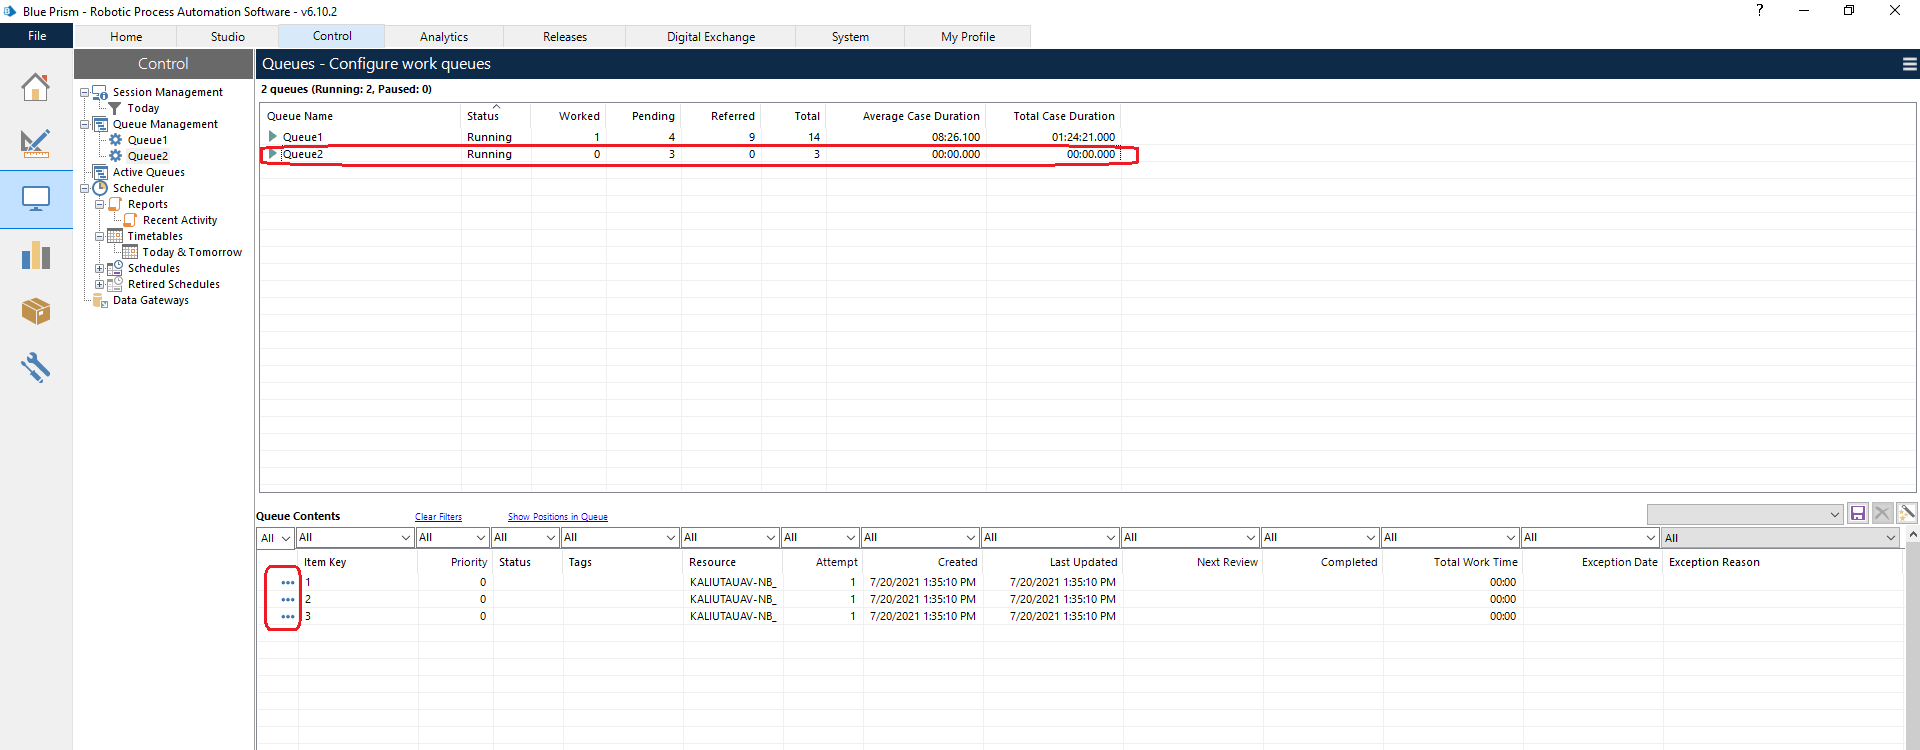 Blue Prism - Robotic Process Automation Software - v6.10.2
File Home Studio Control Analytics Releases Digital Exchange System My Profile
Control
Queues - Configure work queues
Session Management
Today
Queue Management
Queue1
Queue2
Active Queues
Scheduler
Reports
Recent Activity
Timetables
Today & Tomorrow
Schedules
Retired Schedules
Data Gateways
2 queues (Running: 2, Paused: 0)
Queue Name Status Worked Pending Referred Total Average Case Duration Total Case Duration
Queue1 Running 1 4 9 14 08:26.100 01:24:21.000
Queue2 Running 0 3 0 3 00:00.000 00:00.000
Queue Contents Clear Filters Show Positions in Queue
All All All All All All All All All All All All All All
Item Key Priority Status Tags Resource Attempt Created Last Updated Next Review Completed Total Work Time Exception Date Exception Reason
1 0 KALIUTAUAV-NB_ 1 7/20/2021 1:35:10 PM 7/20/2021 1:35:10 PM 00:00
2 0 KALIUTAUAV-NB_ 1 7/20/2021 1:35:10 PM 7/20/2021 1:35:10 PM 00:00
3 0 KALIUTAUAV-NB_ 1 7/20/2021 1:35:10 PM 7/20/2021 1:35:10 PM 00:00